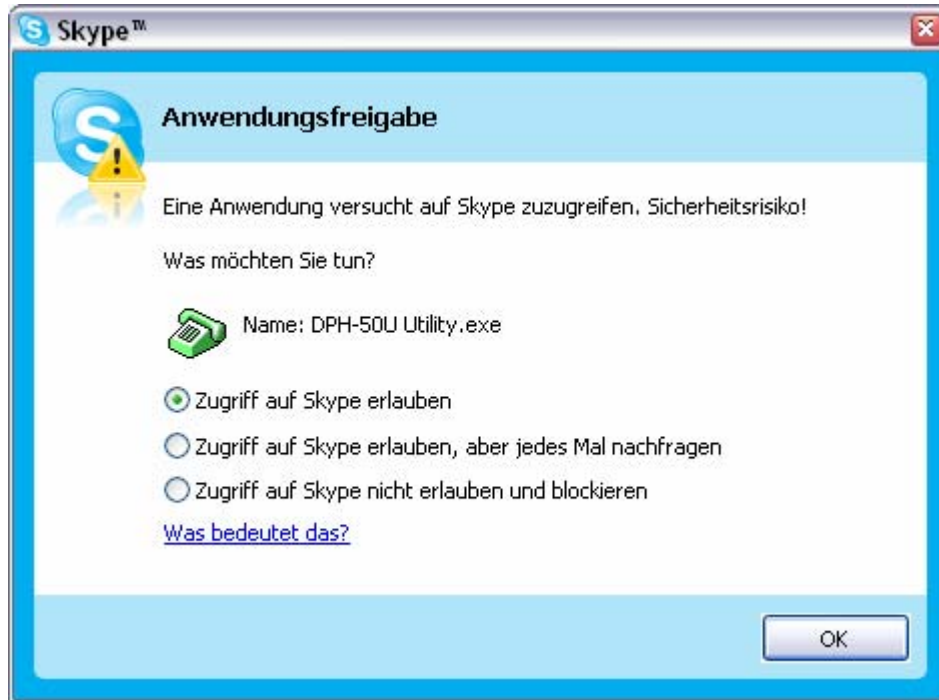 Skype™
Anwendungsfreigabe
Eine Anwendung versucht auf Skype zuzugreifen. Sicherheitsrisiko!
Was möchten Sie tun?
Name: DPH-50U Utility.exe
Zugriff auf Skype erlauben
Zugriff auf Skype erlauben, aber jedes Mal nachfragen
Zugriff auf Skype nicht erlauben und blockieren
Was bedeutet das?
OK